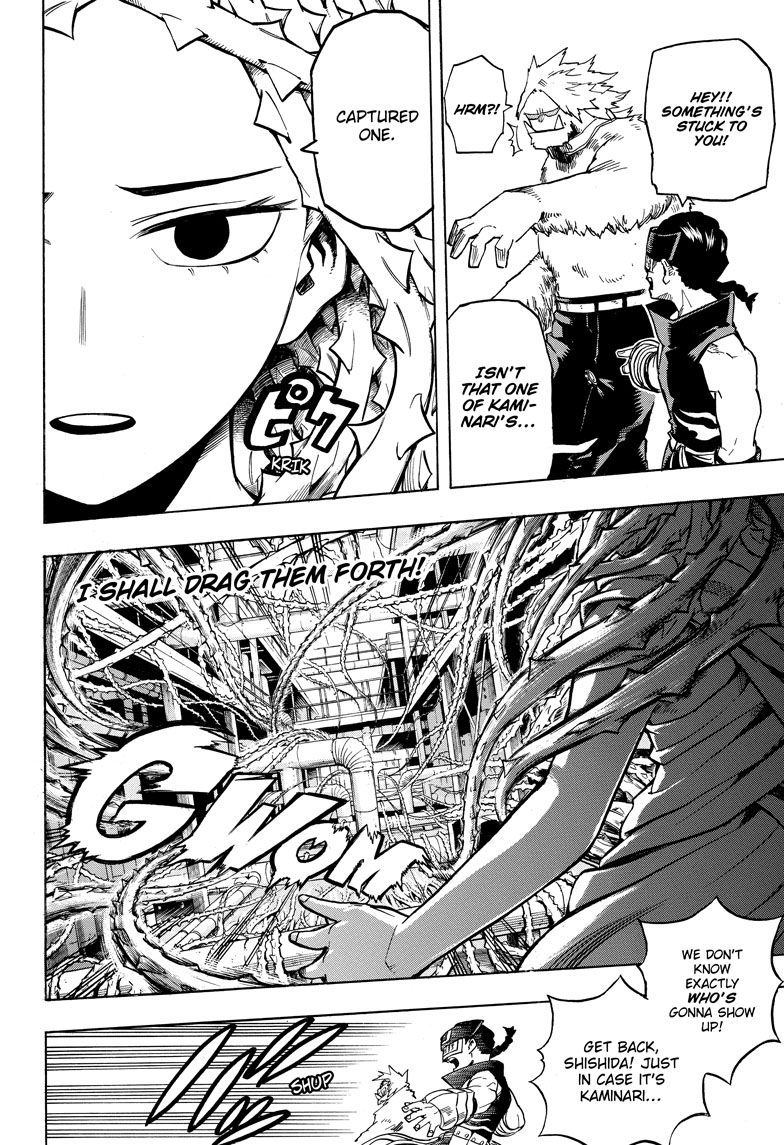 HEY!!
SOMETHING'S
STUCK TO
YOU!
HRM?!
ISN'T
THAT ONE
OF KAMI-
NARI'S...
CAPTURED
ONE.
ピク
KRIK
I SHALL DRAG THEM FORTH!
GWOM
WE DON'T
KNOW
EXACTLY
WHO'S
GONNA SHOW
UP!
GET BACK,
SHISHIDA! JUST
IN CASE IT'S
KAMINARI...
SHUP